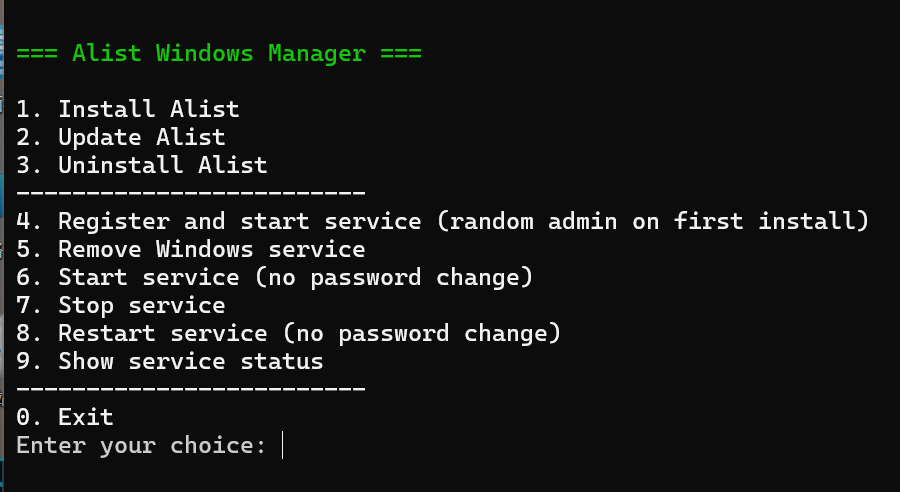 === Alist Windows Manager ===
1. Install Alist
2. Update Alist
3. Uninstall Alist
-------------------------
4. Register and start service (random admin on first install)
5. Remove Windows service
6. Start service (no password change)
7. Stop service
8. Restart service (no password change)
9. Show service status
-------------------------
0. Exit
Enter your choice: